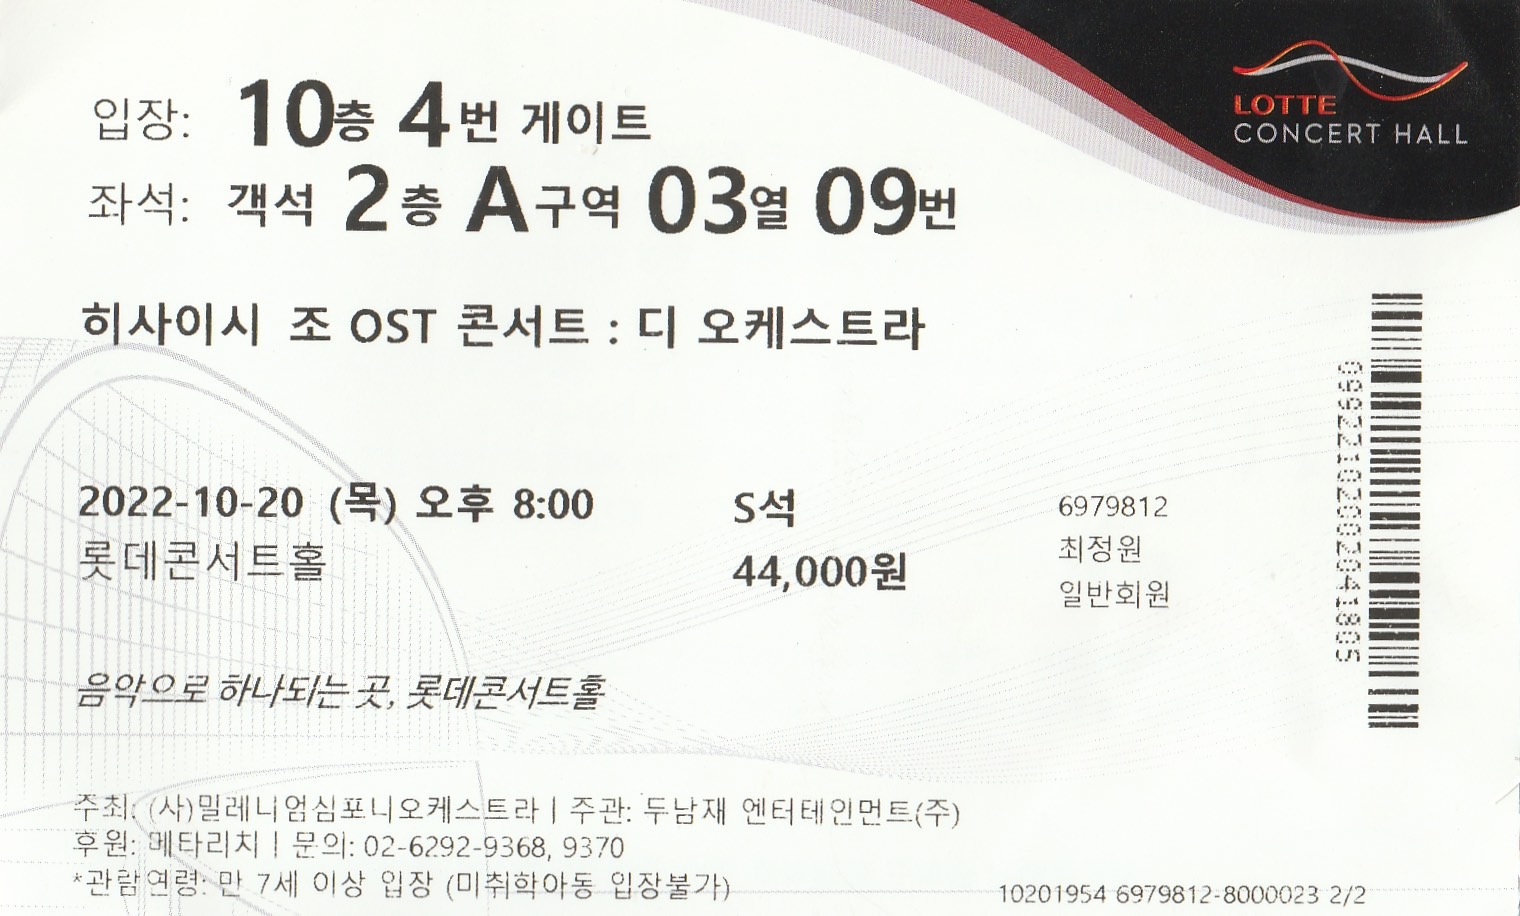 LOTTE
CONCERT HALL
입장: 10층 4번 게이트
좌석: 객석 2층 A구역 03열 09번
히사이시 조 OST 콘서트 : 디 오케스트라
2022-10-20 (목) 오후 8:00
롯데콘서트홀
S석
44,000원
6979812
최정원
일반회원
음악으로 하나되는 곳, 롯데콘서트홀
주최: (사)밀레니엄심포니오케스트라 | 주관: 두남재 엔터테인먼트(주)
후원: 메타리치 | 문의: 02-6292-9368, 9370
*관람연령: 만 7세 이상 입장 (미취학아동 입장불가)
10201954 6979812-8000023 2/2